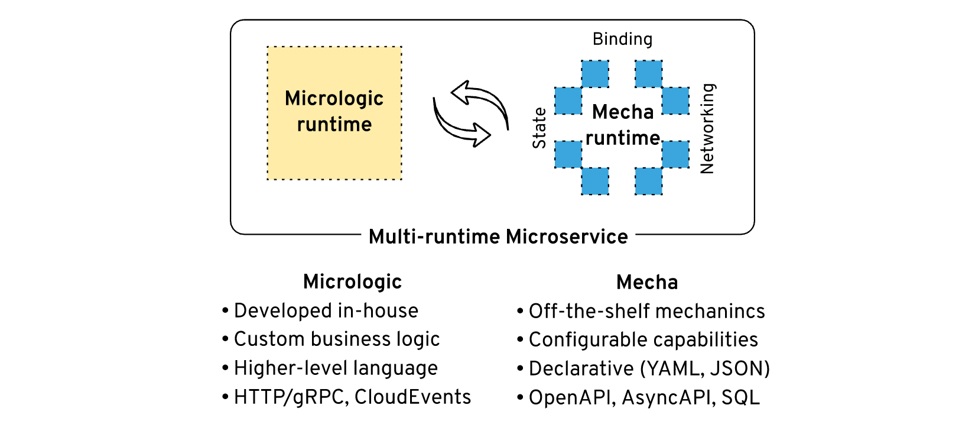 Binding
Micrologic
runtime
State
Mecha
runtime
Networking
Multi-runtime Microservice
Micrologic
• Developed in-house
• Custom business logic
• Higher-level language
• HTTP/gRPC, CloudEvents
Mecha
• Off-the-shelf mechanincs
• Configurable capabilities
• Declarative (YAML, JSON)
• OpenAPI, AsyncAPI, SQL